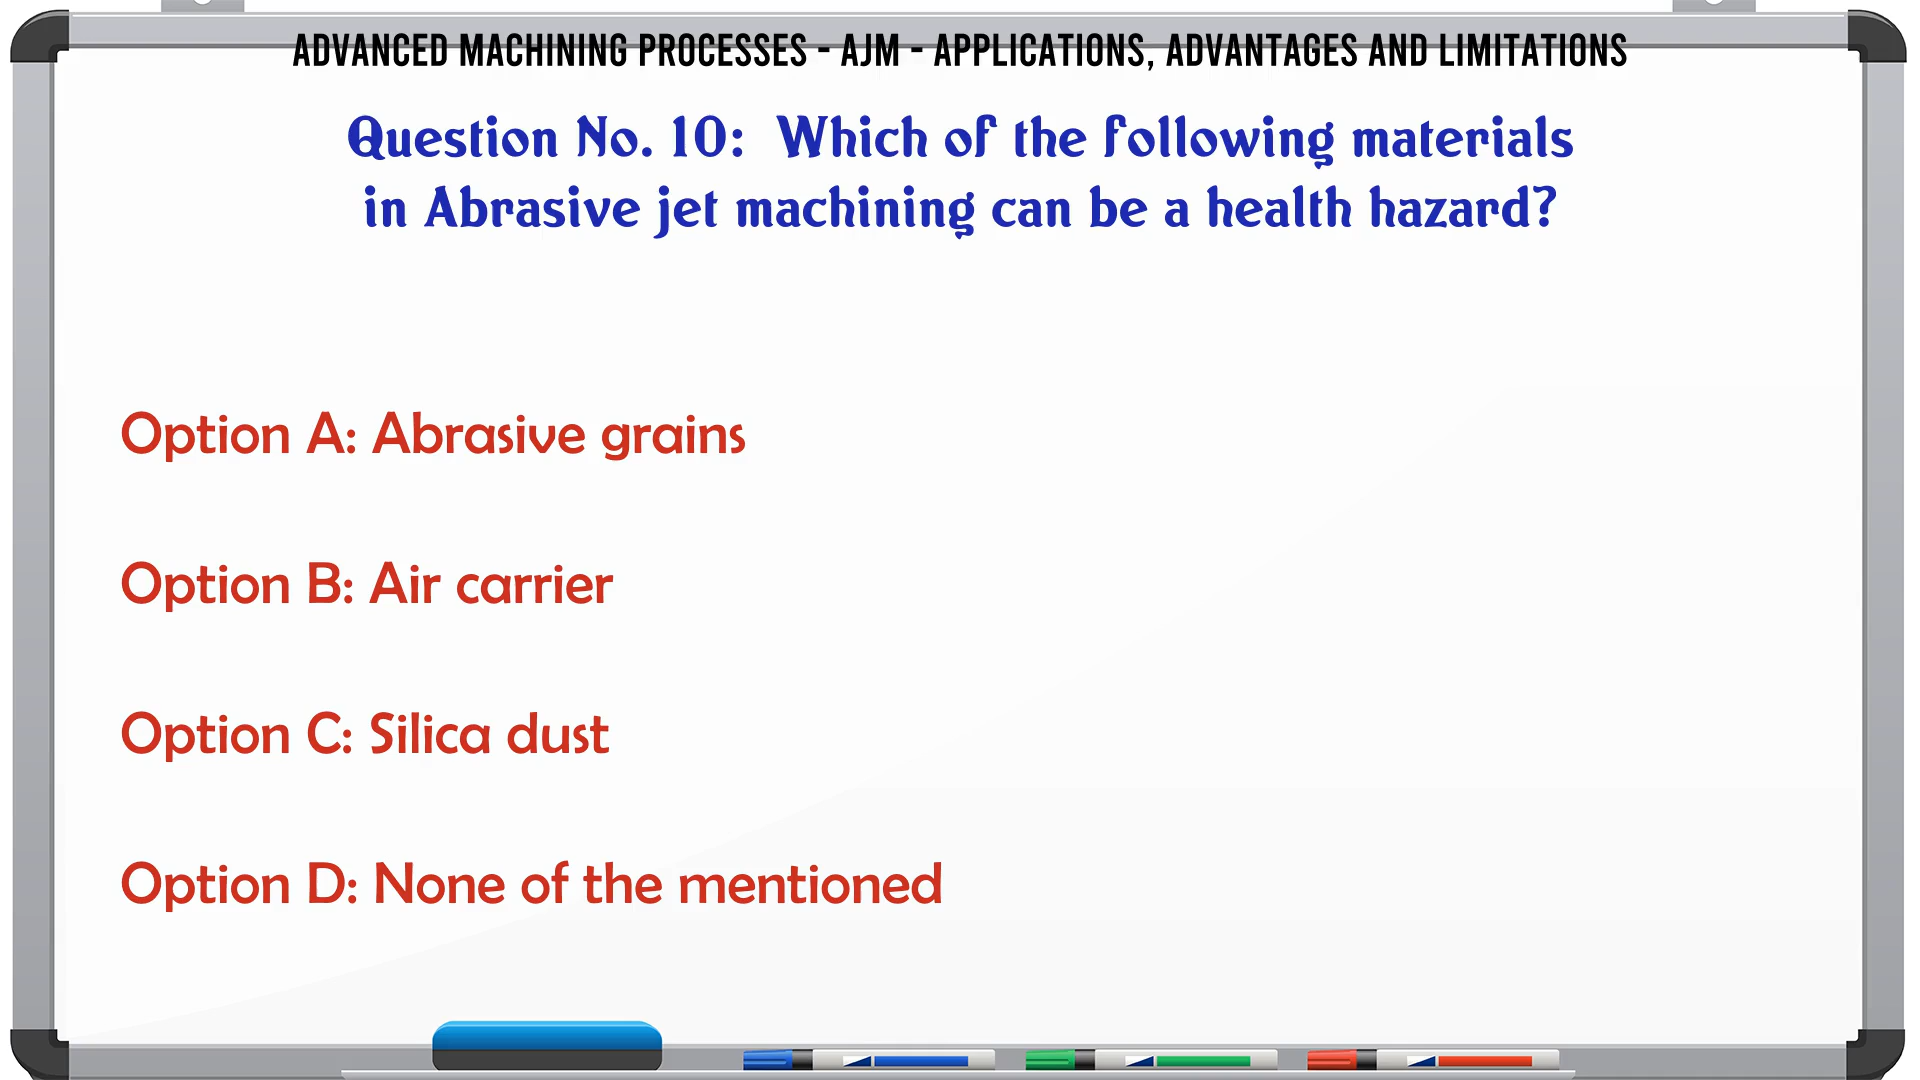 ADVANCED MACHINING PROCESSES - AJM - APPLICATIONS, ADVANTAGES AND LIMITATIONS
Question No. 10: Which of the following materials
in Abrasive jet machining can be a health hazard?
Option A: Abrasive grains
Option B: Air carrier
Option C: Silica dust
Option D: None of the mentioned